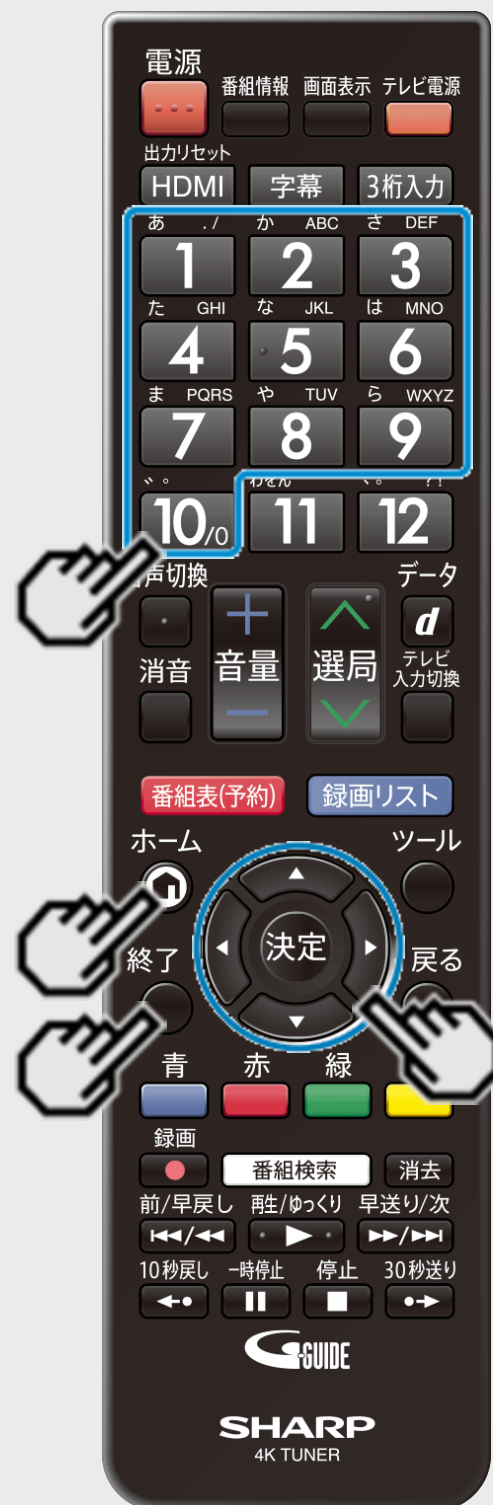 電源
番組情報 画面表示 テレビ電源
出力リセット
HDMI 字幕 3桁入力
あ ./ か ABC さ DEF
1 2 3
た GHI な JKL は MNO
4 5 6
ま PQRS や TUV ら WXYZ
7 8 9
゛゜ わをん 、。 ?!
10/0 11 12
声切換 データ
d
消音 音量 選局 テレビ
入力切換
番組表(予約) 録画リスト
ホーム ツール
決定
終了 戻る
青 赤 緑
録画
番組検索 消去
前/早戻し 再生/ゆっくり 早送り/次
10秒戻し 一時停止 停止 30秒送り
G-GUIDE
SHARP
4K TUNER